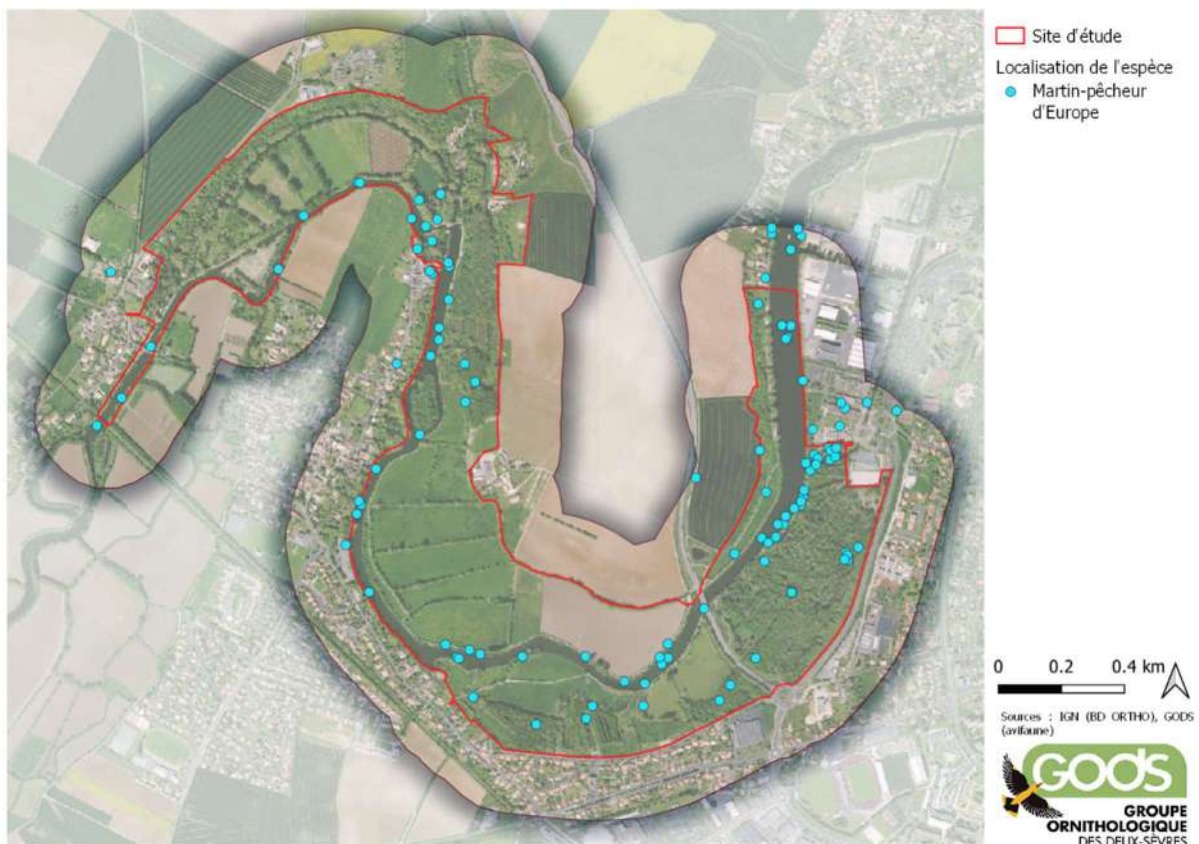 Site d'étude
Localisation de l'espèce
Martin-pêcheur
d'Europe
0 0.2 0.4 km
Sources : IGN (BD ORTHO), GODS
(avifaune)
GODS
GROUPE
ORNITHOLOGIQUE
DES DEUX-SÈVRES